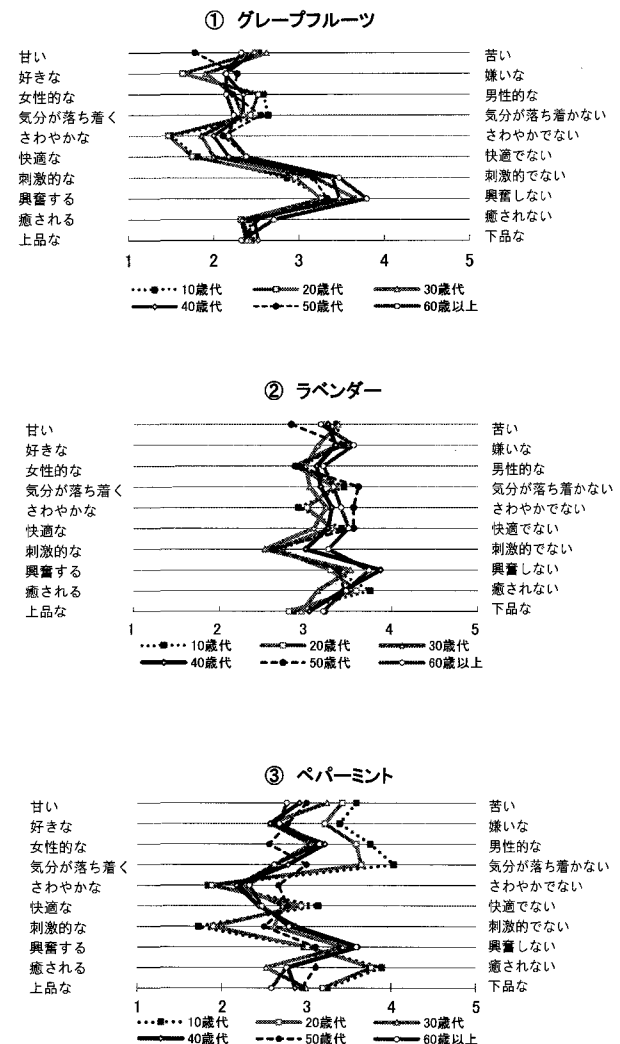 ① グレープフルーツ
甘い 苦い
好きな 嫌いな
女性的な 男性的な
気分が落ち着く 気分が落ち着かない
さわやかな さわやかでない
快適な 快適でない
刺激的な 刺激的でない
興奮する 興奮しない
癒される 癒されない
上品な 下品な
1 2 3 4 5
10歳代 20歳代 30歳代
40歳代 50歳代 60歳以上
② ラベンダー
甘い 苦い
好きな 嫌いな
女性的な 男性的な
気分が落ち着く 気分が落ち着かない
さわやかな さわやかでない
快適な 快適でない
刺激的な 刺激的でない
興奮する 興奮しない
癒される 癒されない
上品な 下品な
1 2 3 4 5
10歳代 20歳代 30歳代
40歳代 50歳代 60歳以上
③ ペパーミント
甘い 苦い
好きな 嫌いな
女性的な 男性的な
気分が落ち着く 気分が落ち着かない
さわやかな さわやかでない
快適な 快適でない
刺激的な 刺激的でない
興奮する 興奮しない
癒される 癒されない
上品な 下品な
1 2 3 4 5
10歳代 20歳代 30歳代
40歳代 50歳代 60歳以上